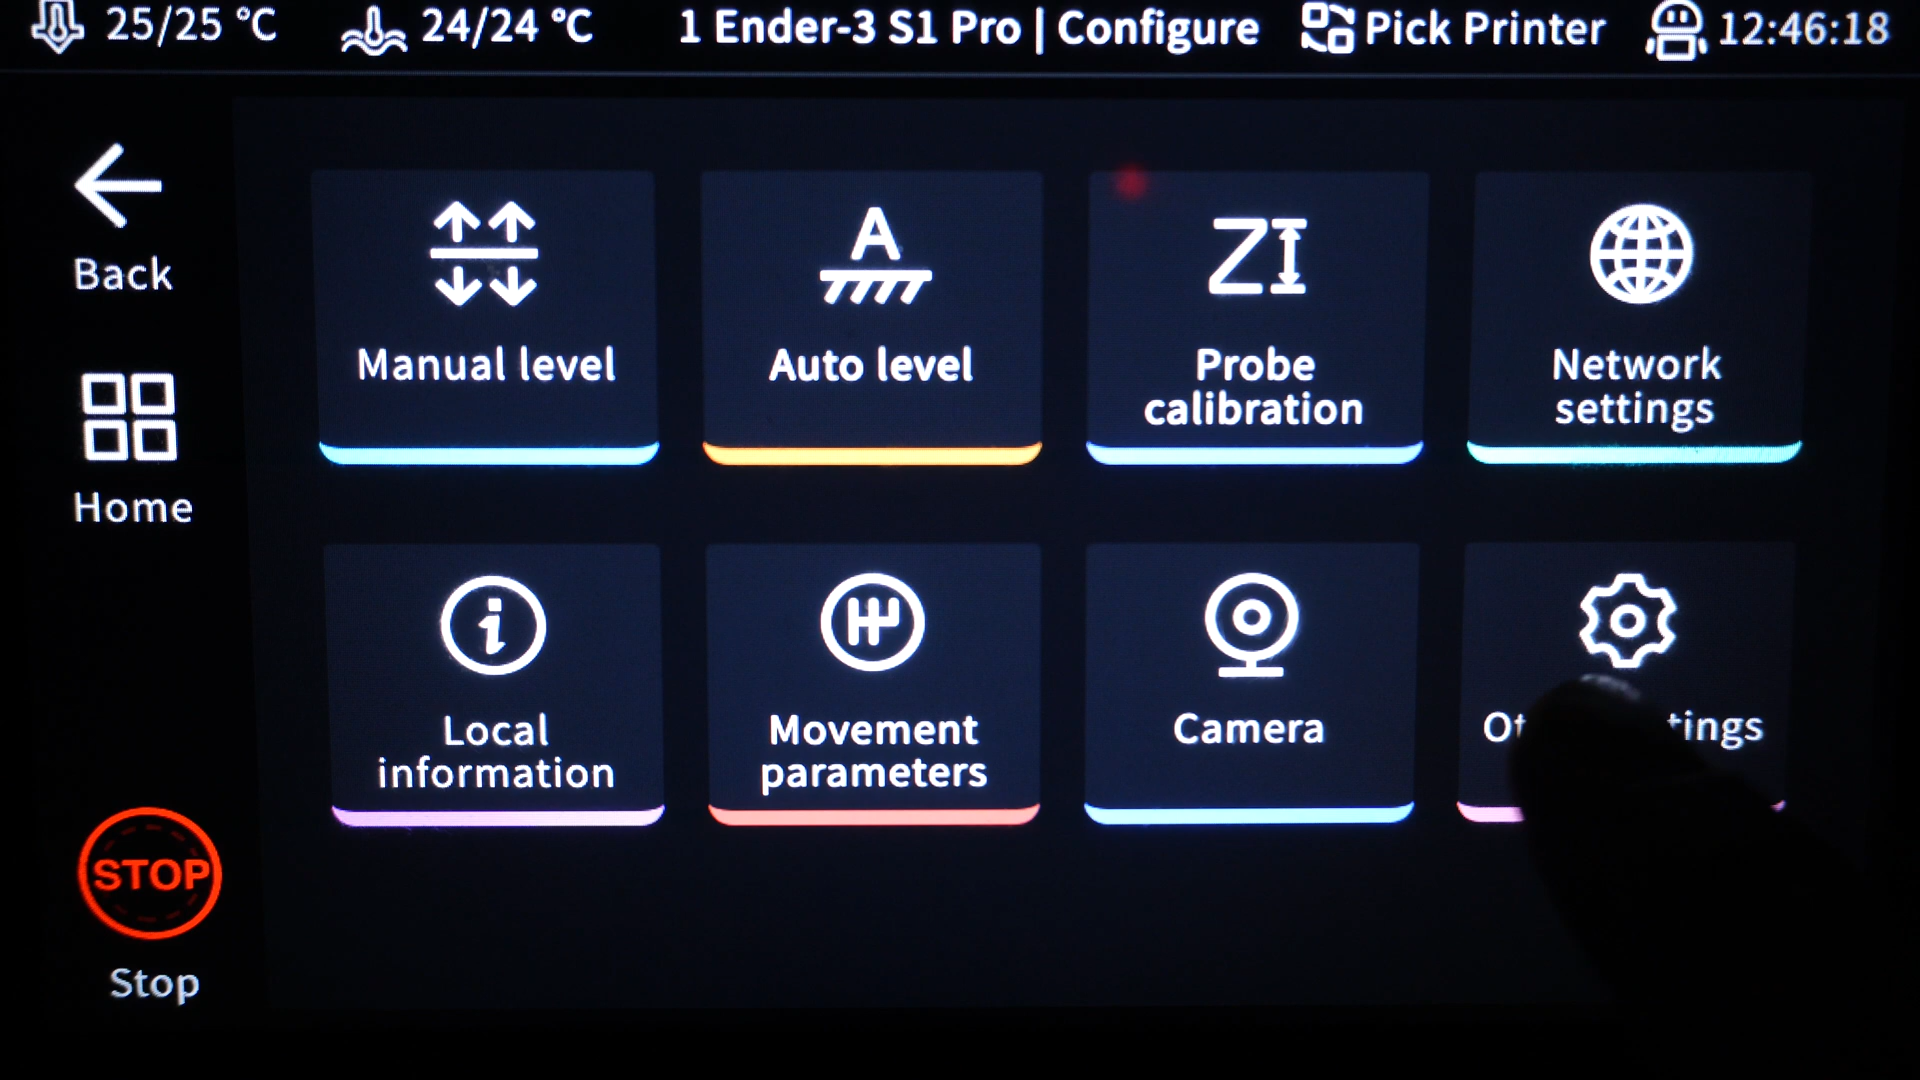 25/25 °C 24/24 °C 1 Ender-3 S1 Pro | Configure Pick Printer 12:46:18
Back
Manual level
A
Auto level
ZI
Probe
calibration
Network
settings
Home
i
Local
information
Movement
parameters
Camera
STOP
Stop